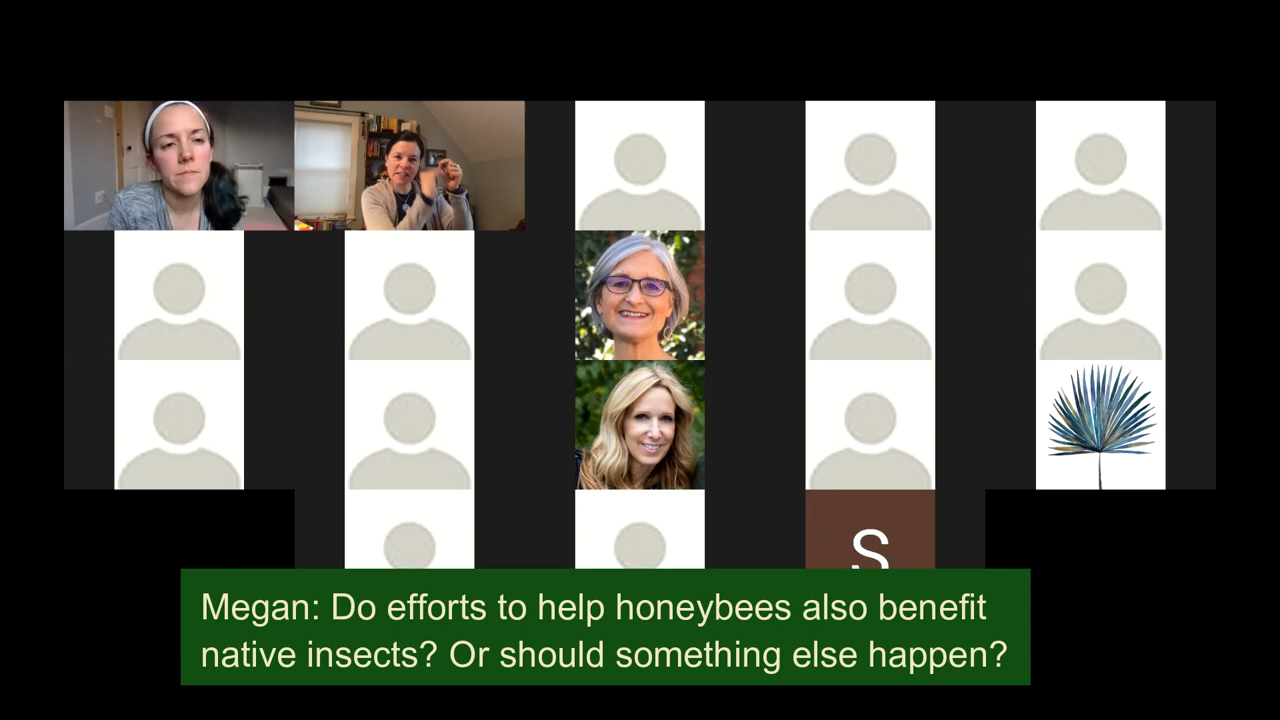 S
Megan: Do efforts to help honeybees also benefit
native insects? Or should something else happen?